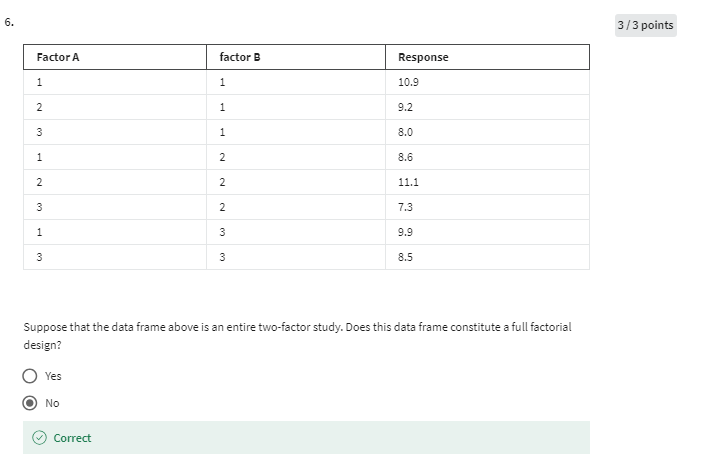 6.
3 / 3 points
Factor A factor B Response
1 1 10.9
2 1 9.2
3 1 8.0
1 2 8.6
2 2 11.1
3 2 7.3
1 3 9.9
3 3 8.5
Suppose that the data frame above is an entire two-factor study. Does this data frame constitute a full factorial
design?
Yes
No
Correct